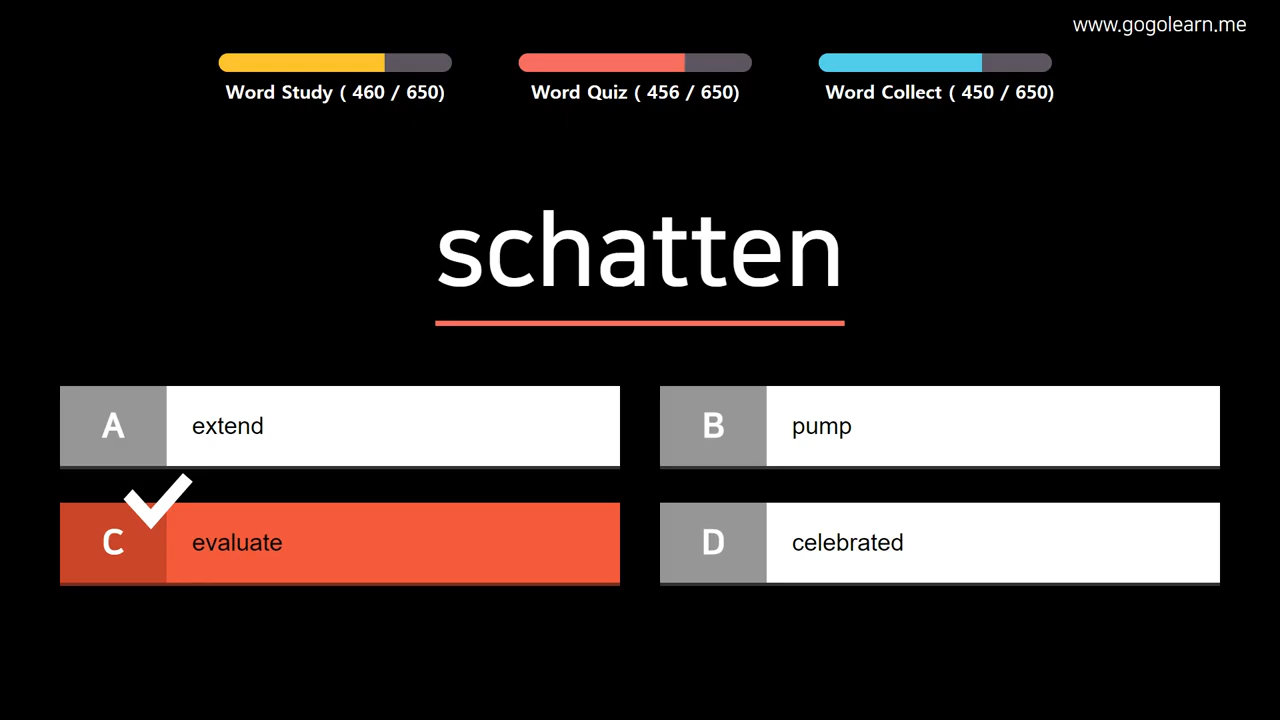 www.gogolearn.me
Word Study ( 460 / 650)
Word Quiz ( 456 / 650)
Word Collect ( 450 / 650)
schatten
A extend
B pump
C evaluate
D celebrated